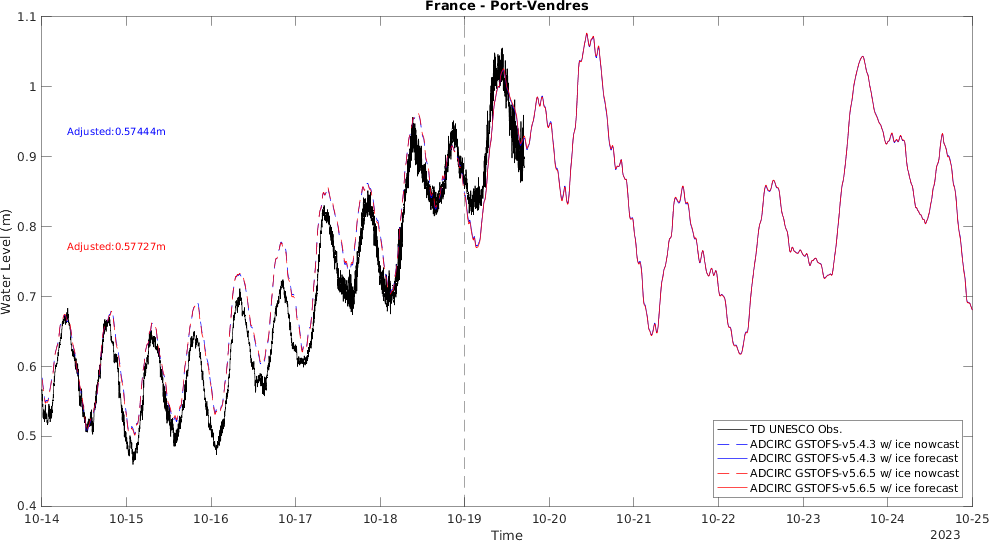 France - Port-Vendres
1.1
1
0.9
0.8
0.7
0.6
0.5
0.4
Water Level (m)
Adjusted:0.57444m
Adjusted:0.57727m
TD UNESCO Obs.
ADCIRC GSTOFS-v5.4.3 w/ ice nowcast
ADCIRC GSTOFS-v5.4.3 w/ ice forecast
ADCIRC GSTOFS-v5.6.5 w/ ice nowcast
ADCIRC GSTOFS-v5.6.5 w/ ice forecast
10-14 10-15 10-16 10-17 10-18 10-19 10-20 10-21 10-22 10-23 10-24 10-25
Time
2023